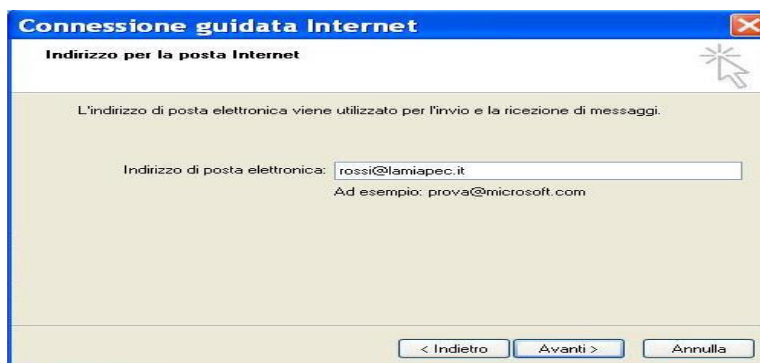 Connessione guidata Internet
Indirizzo per la posta Internet
L'indirizzo di posta elettronica viene utilizzato per l'invio e la ricezione di messaggi.
Indirizzo di posta elettronica: rossi@lamiapec.it
Ad esempio: prova@microsoft.com
< Indietro Avanti > Annulla